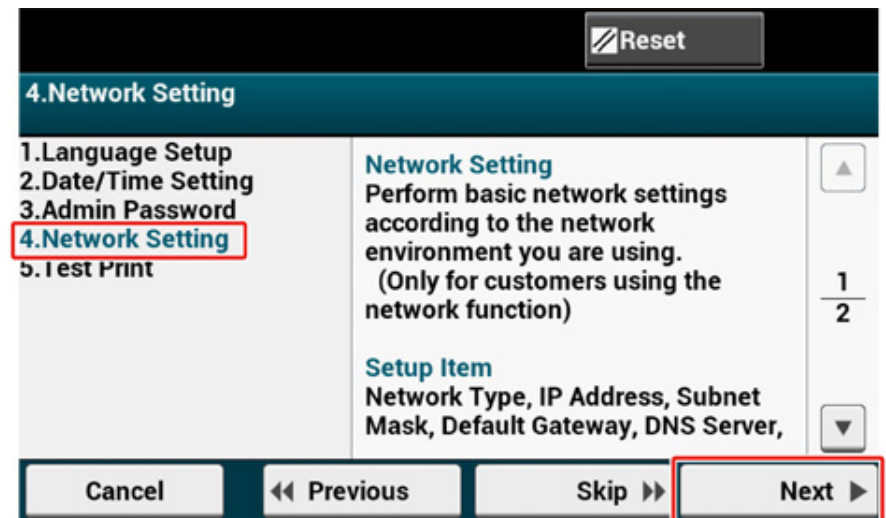 Reset
4.Network Setting
1.Language Setup
2.Date/Time Setting
3.Admin Password
4.Network Setting
5.Test Print
Network Setting
Perform basic network settings
according to the network
environment you are using.
(Only for customers using the
network function)
Setup Item
Network Type, IP Address, Subnet
Mask, Default Gateway, DNS Server,
1
2
Cancel
Previous
Skip
Next